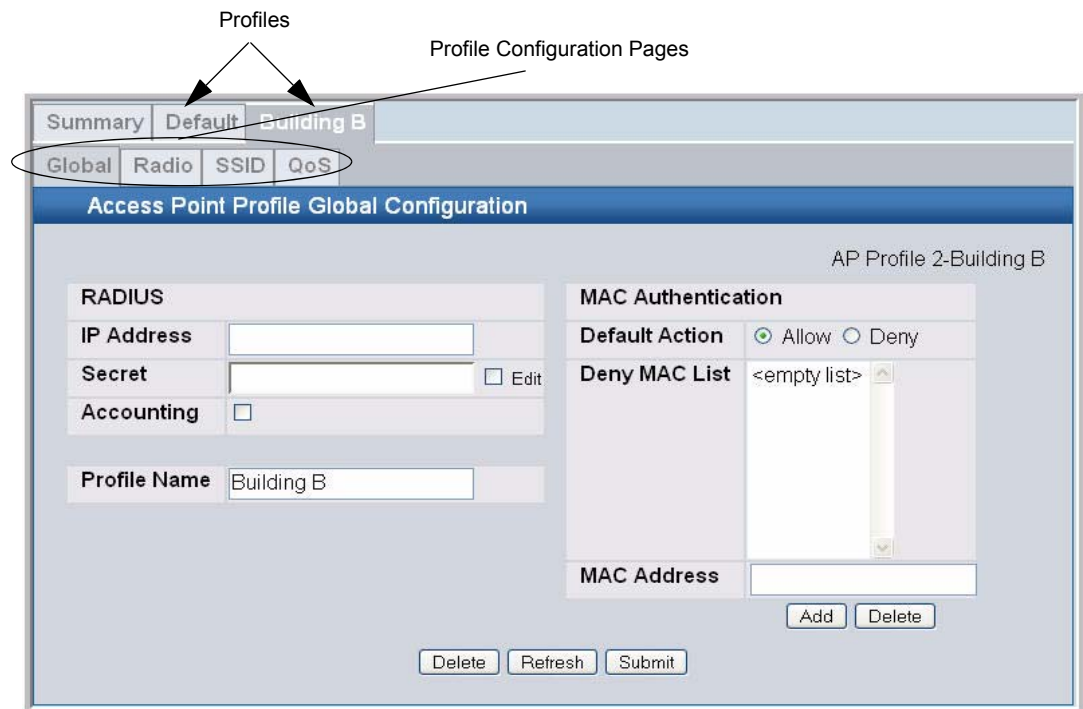 Profiles
Profile Configuration Pages
Summary Default Building B
Global Radio SSID QoS
Access Point Profile Global Configuration
AP Profile 2-Building B
RADIUS
IP Address
Secret Edit
Accounting
Profile Name Building B
MAC Authentication
Default Action Allow Deny
Deny MAC List <empty list>
MAC Address
Add Delete
Delete Refresh Submit